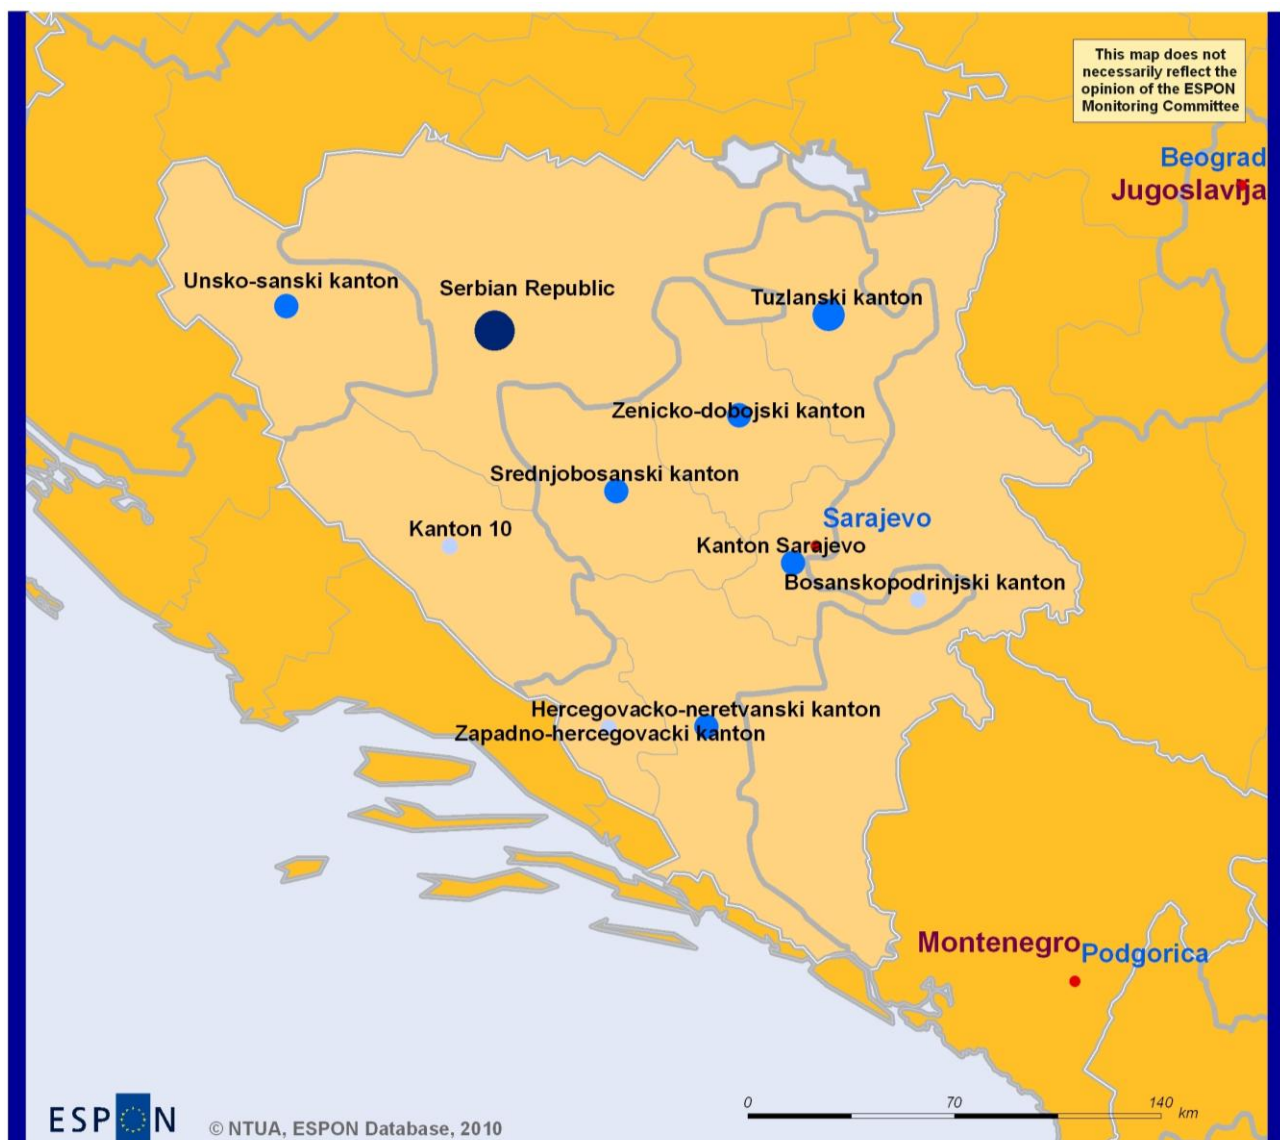 This map does not
necessarily reflect the
opinion of the ESPON
Monitoring Committee
Beograd
Jugoslavija
Unsko-sanski kanton
Serbian Republic
Tuzlanski kanton
Zenicko-dobojski kanton
Srednjobosanski kanton
Sarajevo
Kanton 10
Kanton Sarajevo
Bosanskopodrinjski kanton
Hercegovacko-neretvanski kanton
Zapadno-hercegovacki kanton
Montenegro
Podgorica
0 70 140 km
ESPON
© NTUA, ESPON Database, 2010